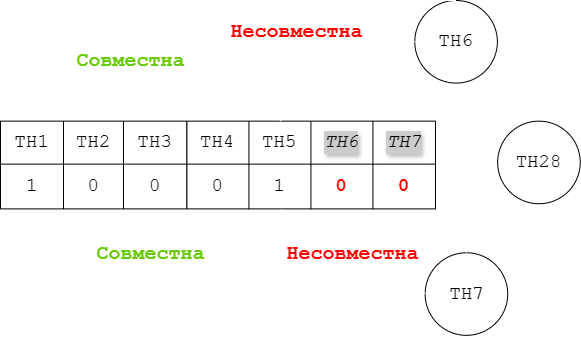 Несовместна
TH6
Совместна
TH1 TH2 TH3 TH4 TH5 TH6 TH7
TH28
1 0 0 0 1 0 0
Совместна Несовместна
TH7